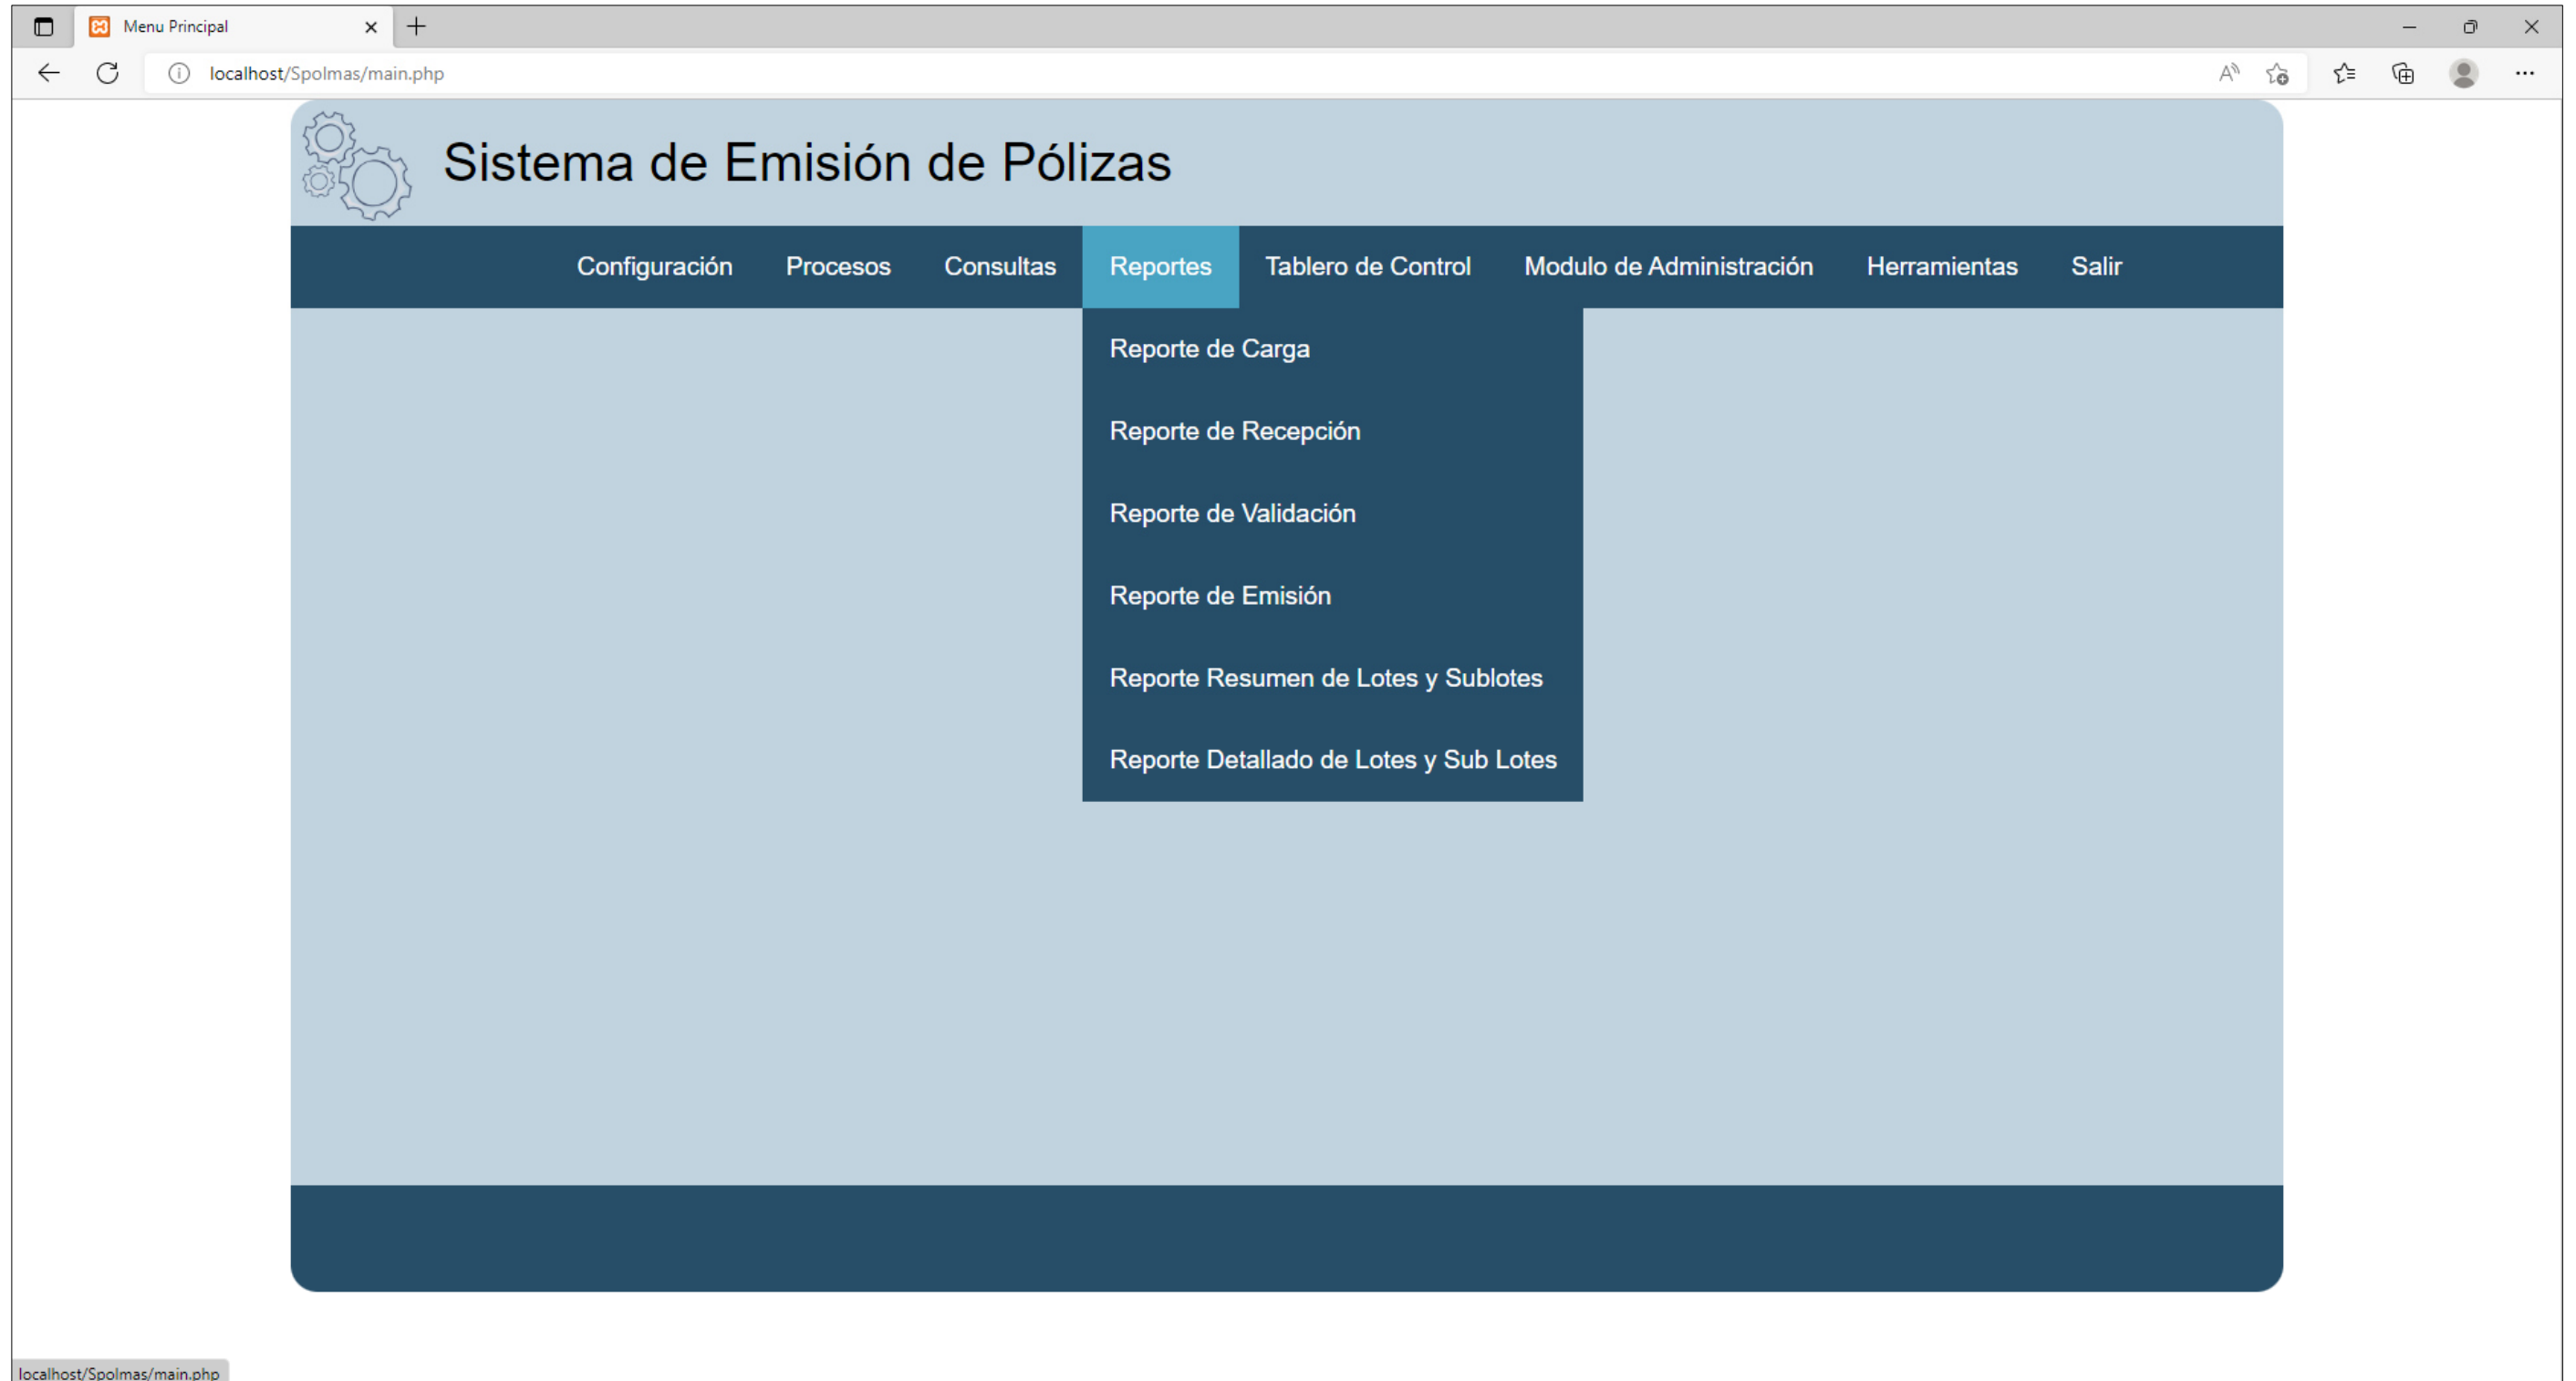 Menu Principal
localhost/Spolmas/main.php
Sistema de Emisión de Pólizas
Configuración Procesos Consultas Reportes Tablero de Control Modulo de Administración Herramientas Salir
Reporte de Carga
Reporte de Recepción
Reporte de Validación
Reporte de Emisión
Reporte Resumen de Lotes y Sublotes
Reporte Detallado de Lotes y Sub Lotes
localhost/Spolmas/main.php